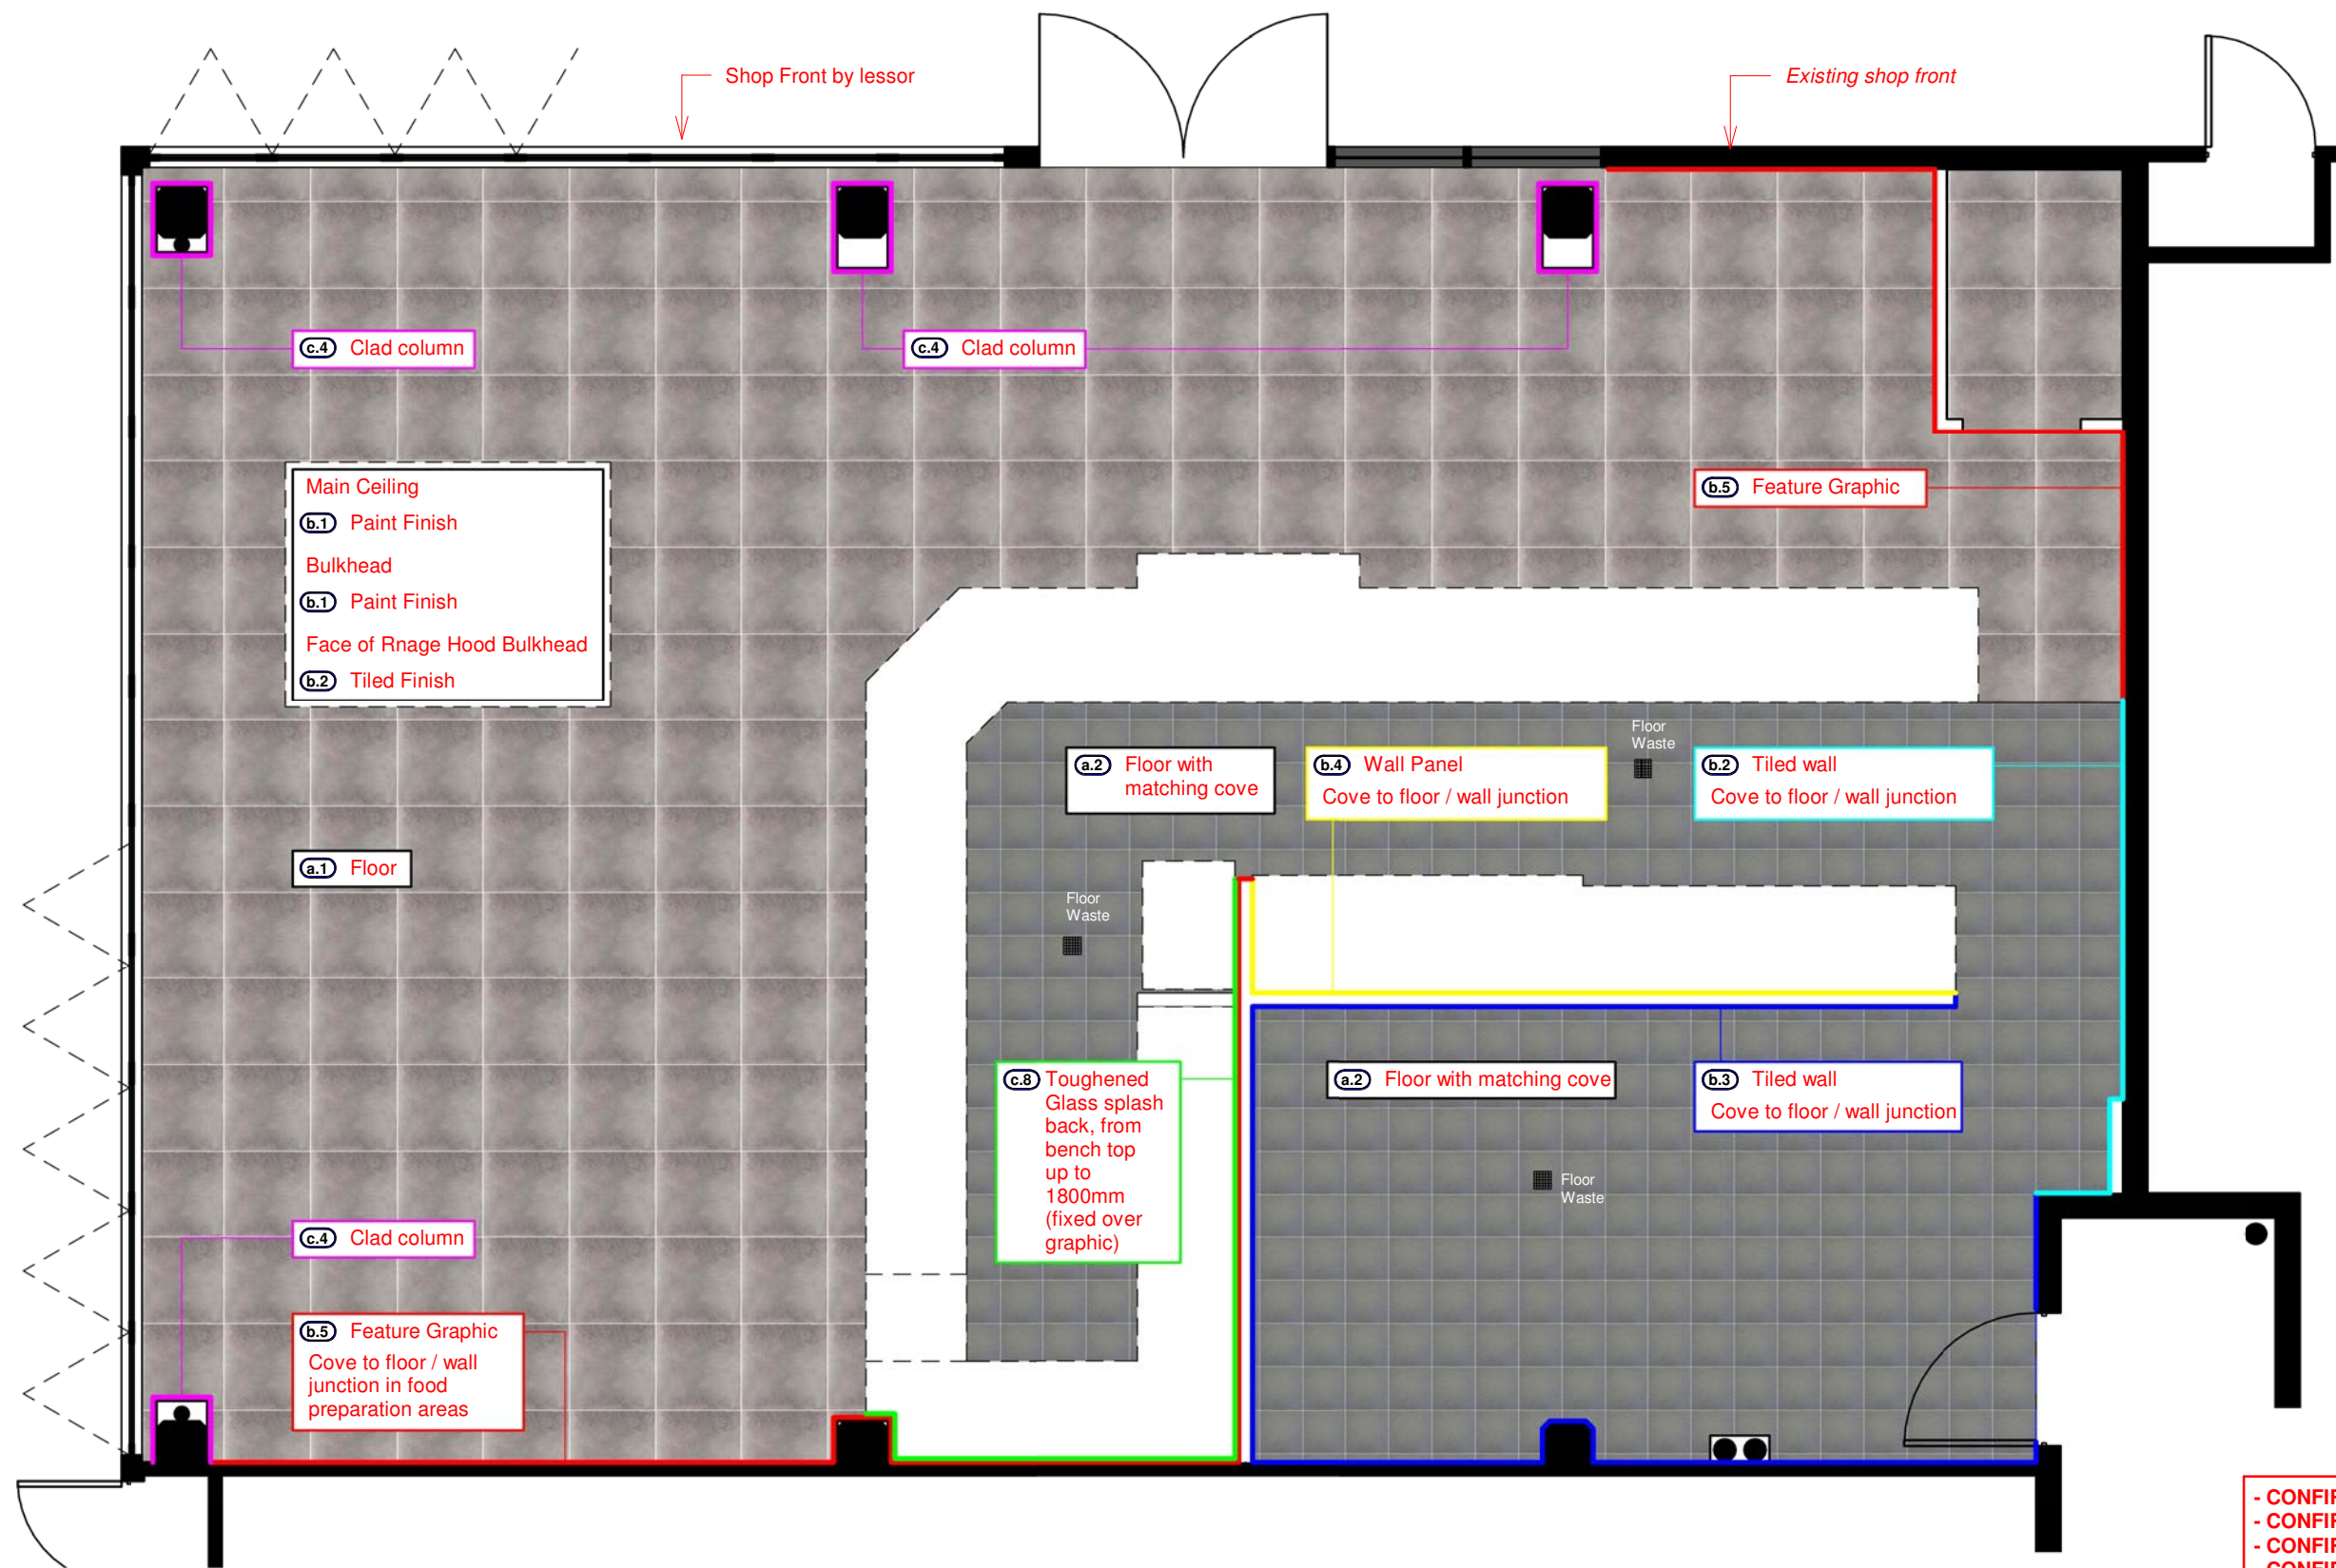 Shop Front by lessor
Existing shop front
c.4 Clad column
c.4 Clad column
Main Ceiling
b.1 Paint Finish
Bulkhead
b.1 Paint Finish
Face of Rnage Hood Bulkhead
b.2 Tiled Finish
b.5 Feature Graphic
Floor
Waste
a.2 Floor with
matching cove
b.4 Wall Panel
Cove to floor / wall junction
b.2 Tiled wall
Cove to floor / wall junction
a.1 Floor
Floor
Waste
c.8 Toughened
Glass splash
back, from
bench top
up to
1800mm
(fixed over
graphic)
a.2 Floor with matching cove
b.3 Tiled wall
Cove to floor / wall junction
Floor
Waste
c.4 Clad column
b.5 Feature Graphic
Cove to floor / wall
junction in food
preparation areas